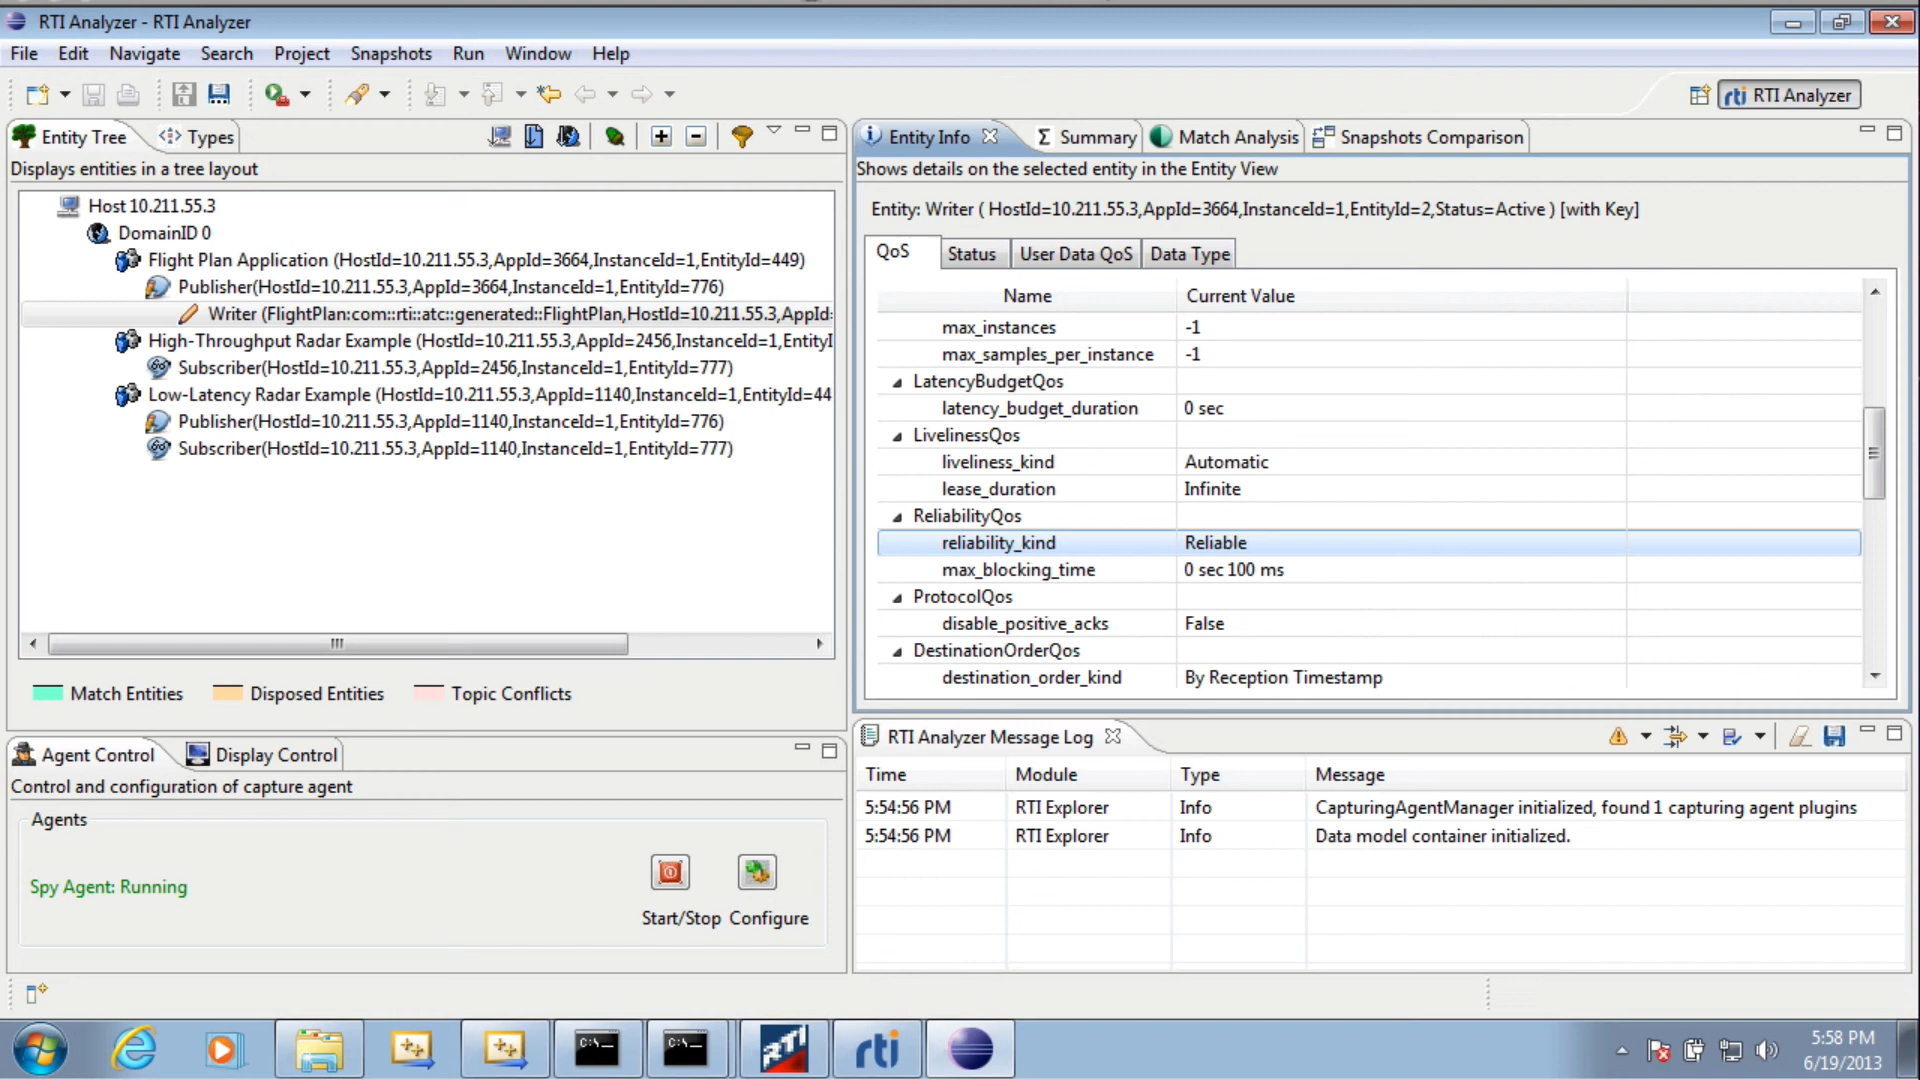 RTI Analyzer - RTI Analyzer
File Edit Navigate Search Project Snapshots Run Window Help
rti RTI Analyzer
Entity Tree Types
Displays entities in a tree layout
Host 10.211.55.3
DomainID 0
Flight Plan Application (HostId=10.211.55.3,AppId=3664,InstanceId=1,EntityId=449)
Publisher(HostId=10.211.55.3,AppId=3664,InstanceId=1,EntityId=776)
Writer (FlightPlan:com::rti::atc::generated::FlightPlan,HostId=10.211.55.3,AppId=
High-Throughput Radar Example (HostId=10.211.55.3,AppId=2456,InstanceId=1,EntityI
Subscriber(HostId=10.211.55.3,AppId=2456,InstanceId=1,EntityId=777)
Low-Latency Radar Example (HostId=10.211.55.3,AppId=1140,InstanceId=1,EntityId=44
Publisher(HostId=10.211.55.3,AppId=1140,InstanceId=1,EntityId=776)
Subscriber(HostId=10.211.55.3,AppId=1140,InstanceId=1,EntityId=777)
Match Entities Disposed Entities Topic Conflicts
Agent Control Display Control
Control and configuration of capture agent
Agents
Spy Agent: Running
Start/Stop Configure
Entity Info Summary Match Analysis Snapshots Comparison
Shows details on the selected entity in the Entity View
Entity: Writer ( HostId=10.211.55.3,AppId=3664,InstanceId=1,EntityId=2,Status=Active ) [with Key]
QoS Status User Data QoS Data Type
Name Current Value
max_instances -1
max_samples_per_instance -1
LatencyBudgetQos
latency_budget_duration 0 sec
LivelinessQos
liveliness_kind Automatic
lease_duration Infinite
ReliabilityQos
reliability_kind Reliable
max_blocking_time 0 sec 100 ms
ProtocolQos
disable_positive_acks False
DestinationOrderQos
destination_order_kind By Reception Timestamp
RTI Analyzer Message Log
Time Module Type Message
5:54:56 PM RTI Explorer Info CapturingAgentManager initialized, found 1 capturing agent plugins
5:54:56 PM RTI Explorer Info Data model container initialized.
C:\_ C:\_ RTI rti
5:58 PM
6/19/2013